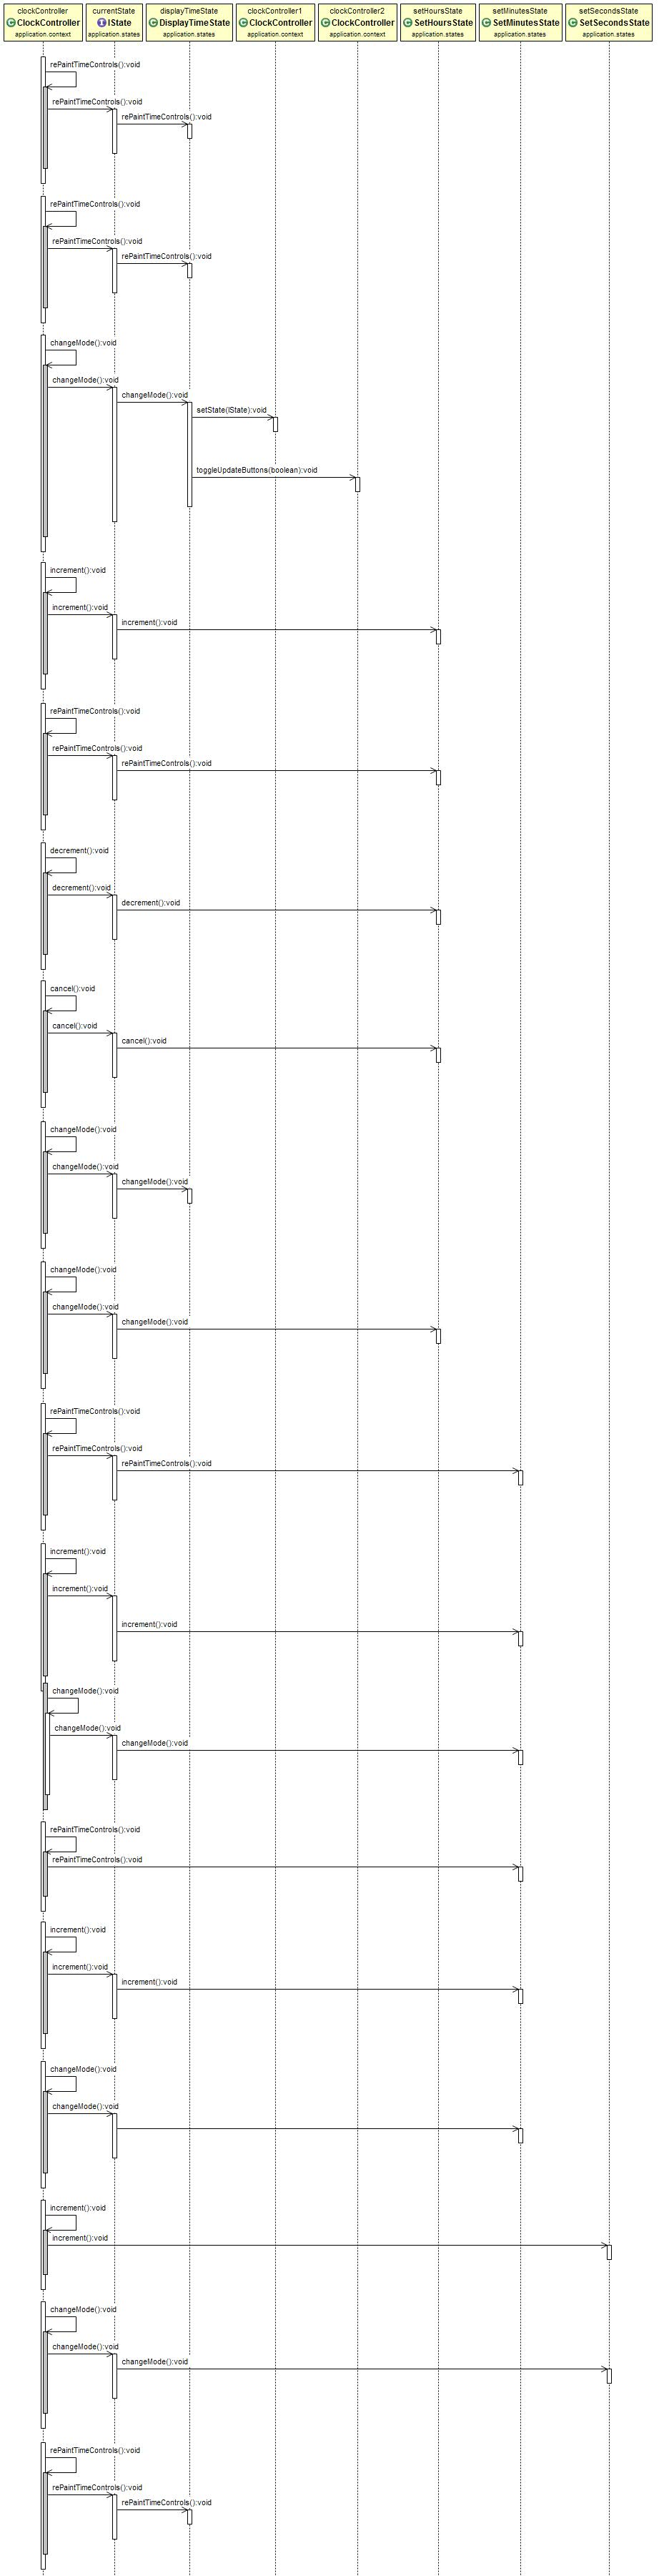 clockController currentState displayTimeState clockController1 clockController2 setHoursState setMinutesState setSecondsState
C ClockController I IState C DisplayTimeState C ClockController C ClockController C SetHoursState C SetMinutesState C SetSecondsState
application.context application.states application.states application.context application.context application.states application.states application.states
rePaintTimeControls():void
rePaintTimeControls():void
rePaintTimeControls():void
rePaintTimeControls():void
rePaintTimeControls():void
rePaintTimeControls():void
changeMode():void
changeMode():void
changeMode():void
setState(IState):void
toggleUpdateButtons(boolean):void
increment():void
increment():void
increment():void
rePaintTimeControls():void
rePaintTimeControls():void
rePaintTimeControls():void
decrement():void
decrement():void
decrement():void
cancel():void
cancel():void
cancel():void
changeMode():void
changeMode():void
changeMode():void
changeMode():void
changeMode():void
changeMode():void
rePaintTimeControls():void
rePaintTimeControls():void
rePaintTimeControls():void
increment():void
increment():void
increment():void
changeMode():void
changeMode():void
changeMode():void
rePaintTimeControls():void
rePaintTimeControls():void
increment():void
increment():void
increment():void
changeMode():void
changeMode():void
increment():void
increment():void
changeMode():void
changeMode():void
changeMode():void
rePaintTimeControls():void
rePaintTimeControls():void
rePaintTimeControls():void